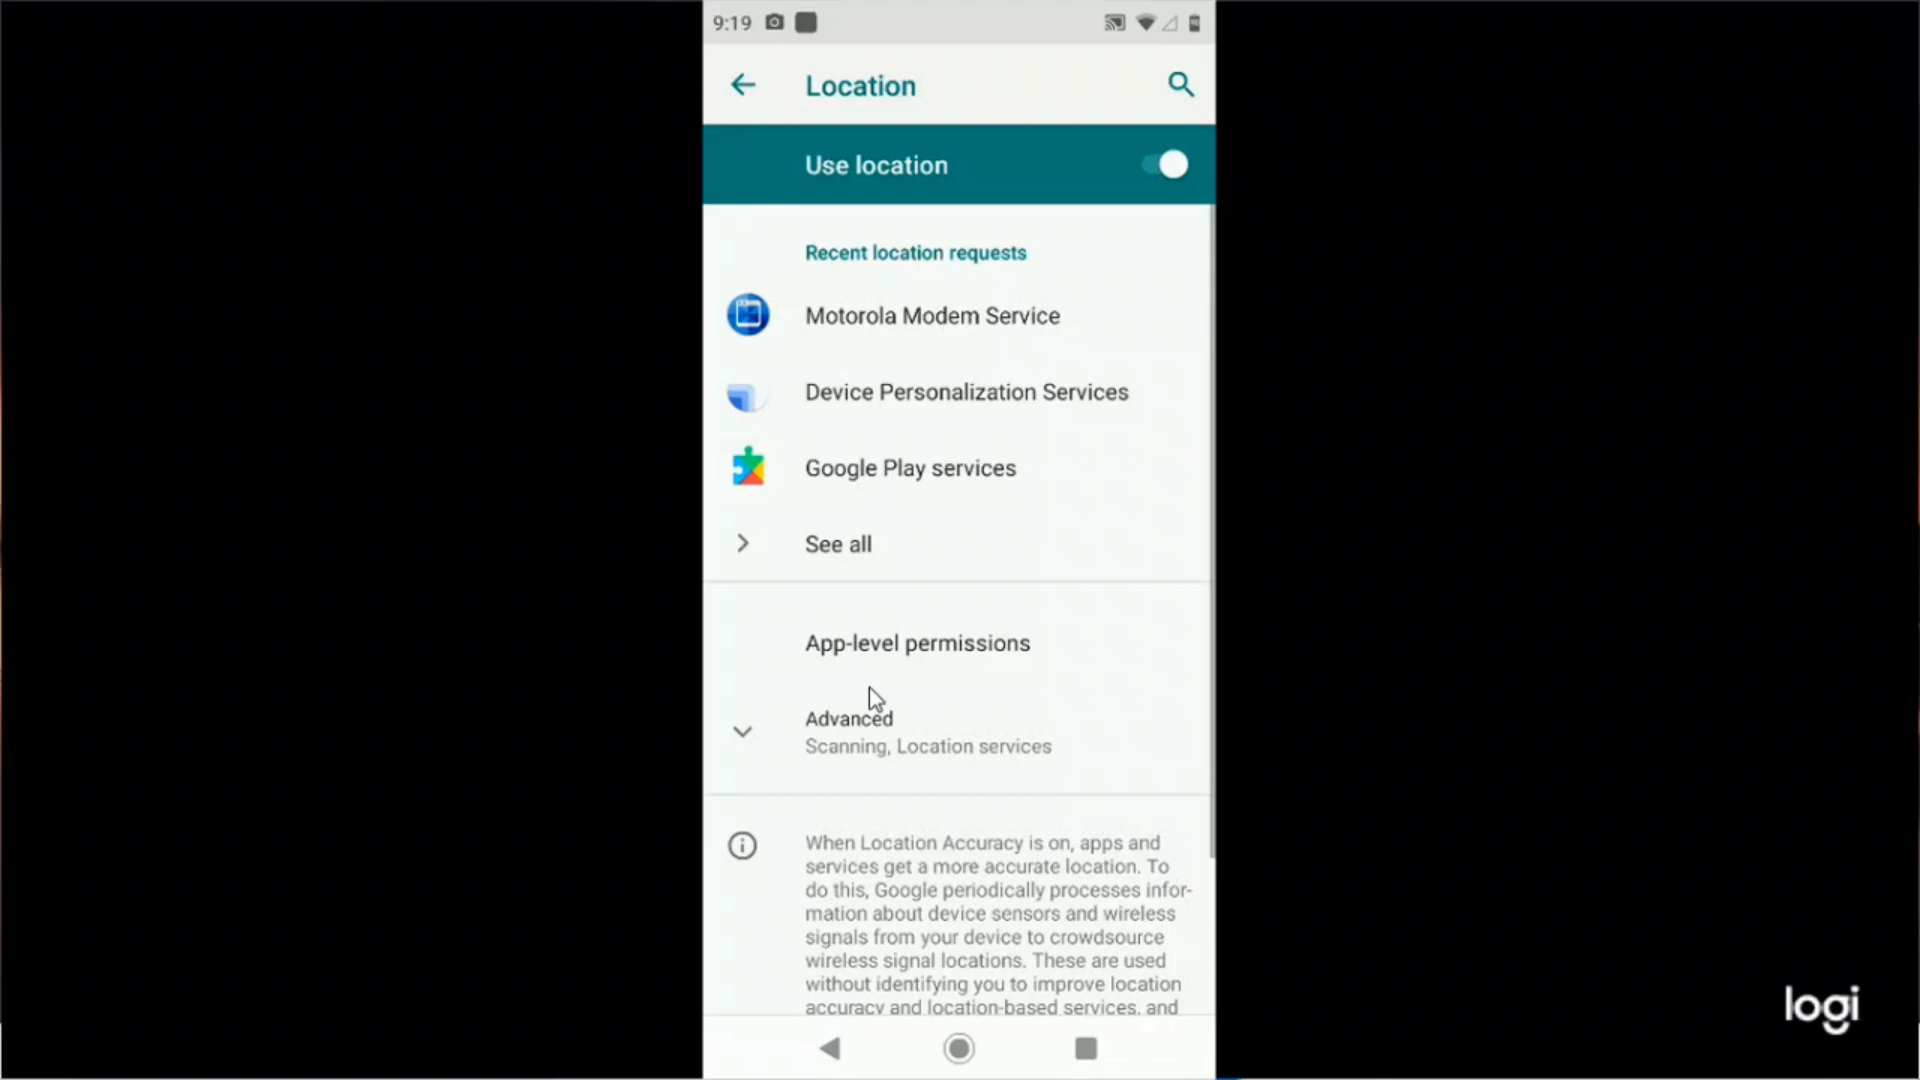 9:19
Location
Use location
Recent location requests
Motorola Modem Service
Device Personalization Services
Google Play services
See all
App-level permissions
Advanced
Scanning, Location services
When Location Accuracy is on, apps and
services get a more accurate location. To
do this, Google periodically processes infor-
mation about device sensors and wireless
signals from your device to crowdsource
wireless signal locations. These are used
without identifying you to improve location
accuracy and location-based services, and
logi